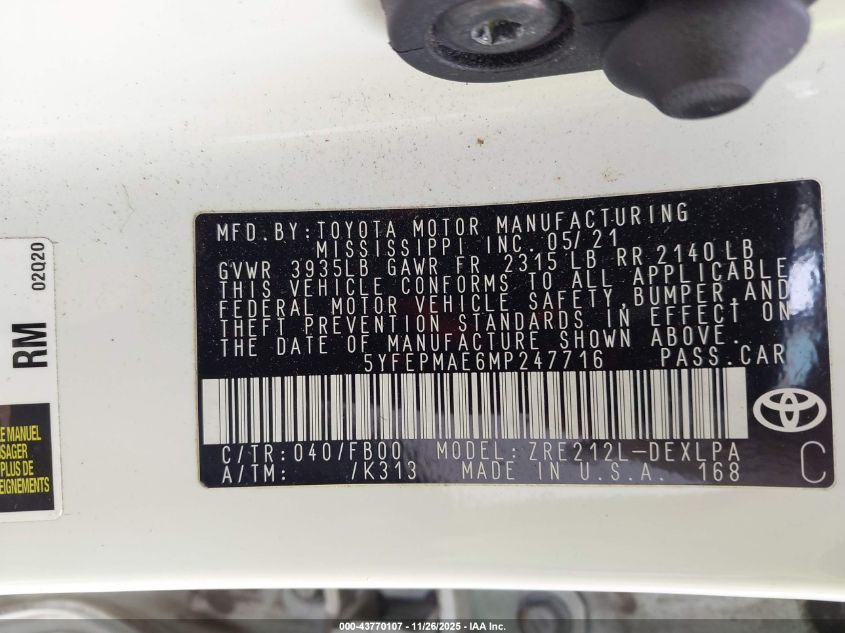 MFD. BY: TOYOTA MOTOR MANUFACTURING
MISSISSIPPI INC. 05/21
GVWR 3935LB GAWR FR 2315 LB RR 2140 LB
THIS VEHICLE CONFORMS TO ALL APPLICABLE
FEDERAL MOTOR VEHICLE SAFETY, BUMPER, AND
THEFT PREVENTION STANDARDS IN EFFECT ON
THE DATE OF MANUFACTURE SHOWN ABOVE.
5YFEPMAE6MP247716 PASS. CAR
C/TR: 040/FB00 MODEL: ZRE212L-DEXLPA
A/TM: /K313 MADE IN U.S.A. 168
C
02Q20
RM
E MANUEL
SAGER
PLUS DE
EIGNEMENTS
000-43770107 - 11/26/2025 - IAA Inc.